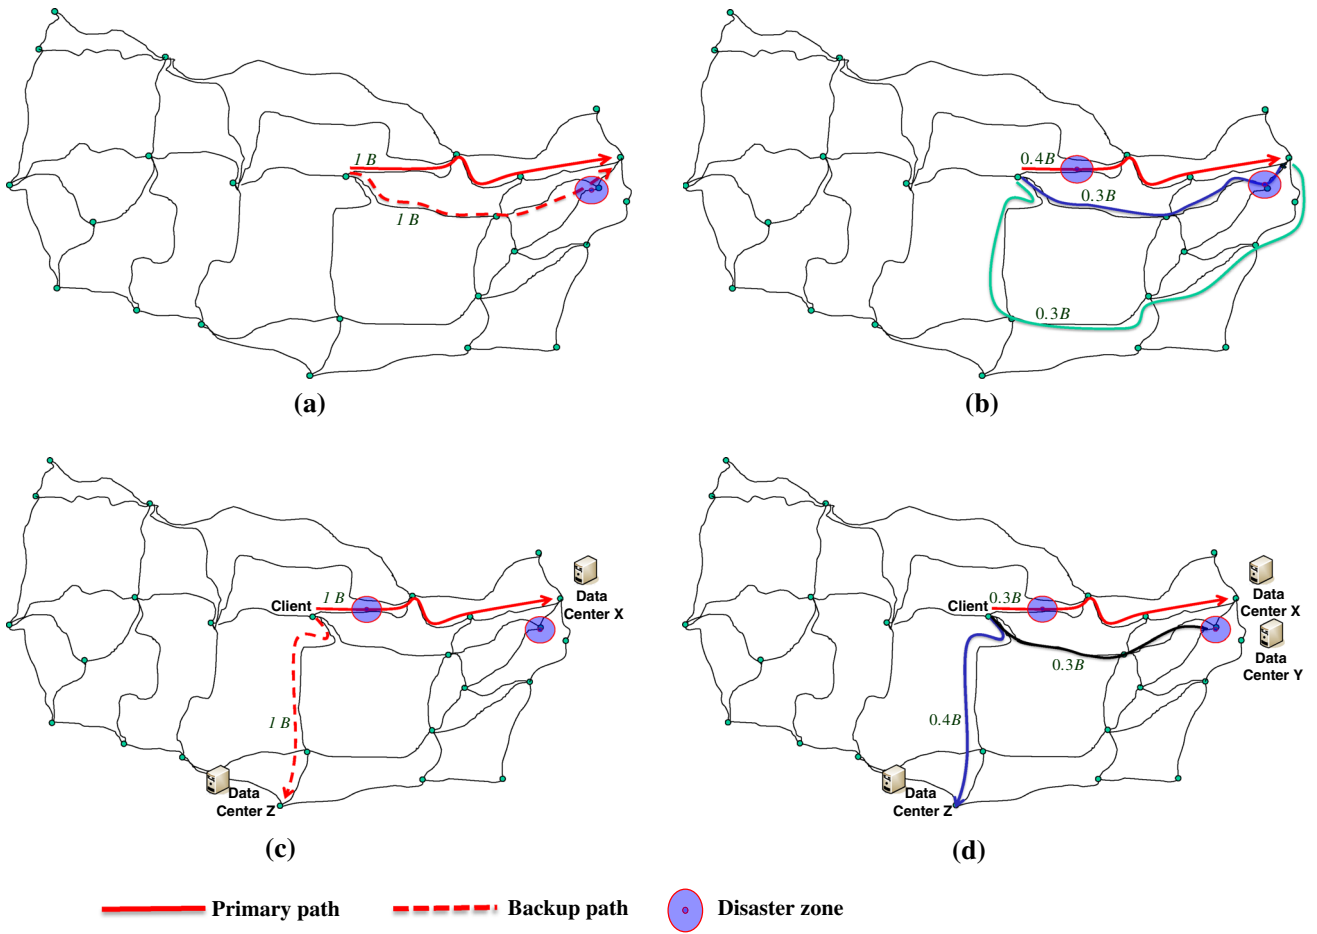 1 B
1 B
(a)
0.4B
0.3B
0.3B
(b)
Client
1 B
1 B
Data
Center X
Data
Center Z
(c)
Client
0.3B
0.3B
0.4B
Data
Center X
Data
Center Y
Data
Center Z
(d)
Primary path
Backup path
Disaster zone